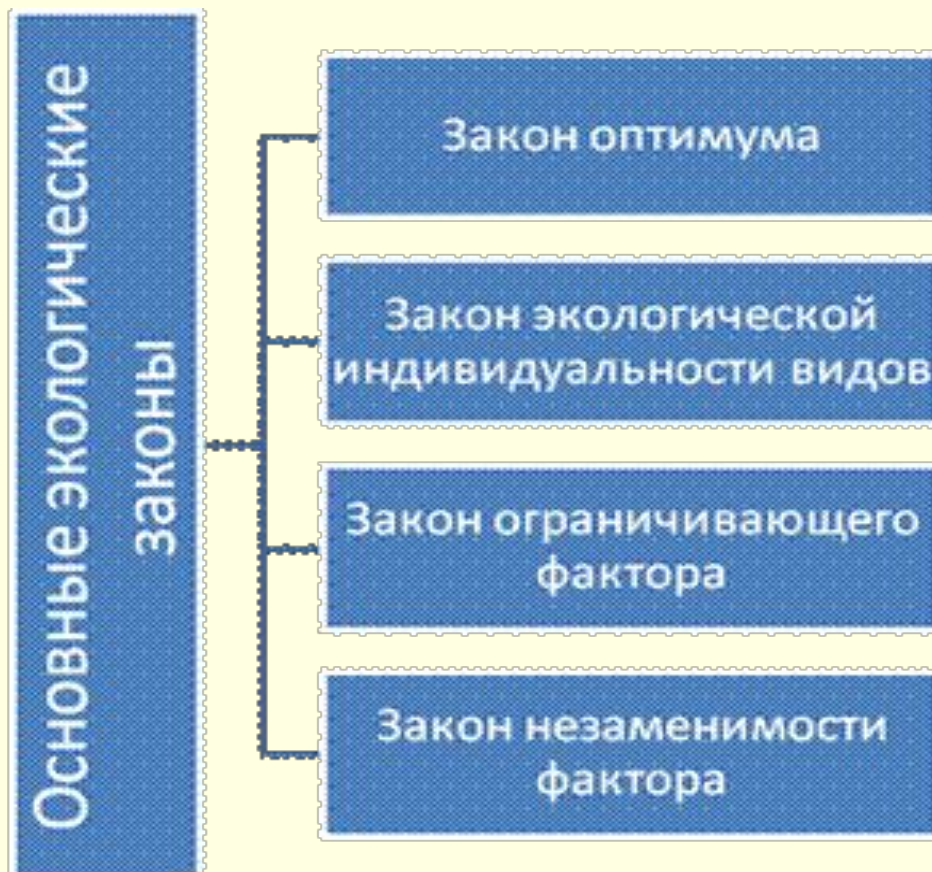 Основные экологические
законы
Закон оптимума
Закон экологической
индивидуальности видов
Закон ограничивающего
фактора
Закон незаменимости
фактора